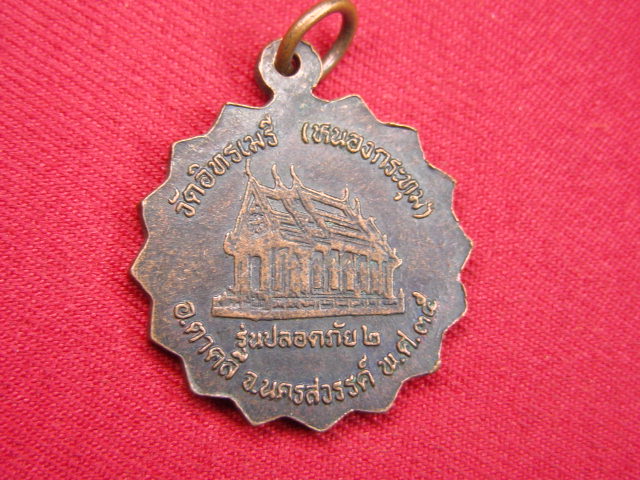 วัดอิทรเมรี (หนองกระทุ่ม)
รุ่นปลอดภัย ๒
อ.ตาคลี จ.นครสวรรค์ พ.ศ.๓๕